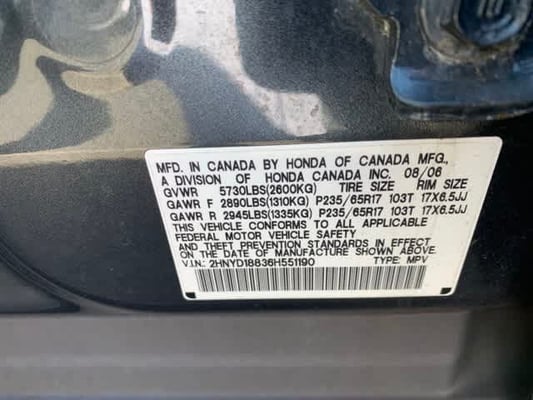 MFD. IN CANADA BY HONDA OF CANADA MFG.,
A DIVISION OF HONDA CANADA INC. 08/06
GVWR 5730LBS(2600KG) TIRE SIZE RIM SIZE
GAWR F 2890LBS(1310KG) P235/65R17 103T 17X6.5JJ
GAWR R 2945LBS(1335KG) P235/65R17 103T 17X6.5JJ
THIS VEHICLE CONFORMS TO ALL APPLICABLE
FEDERAL MOTOR VEHICLE SAFETY
AND THEFT PREVENTION STANDARDS IN EFFECT
ON THE DATE OF MANUFACTURE SHOWN ABOVE.
V.I.N.: 2HNYD18836H551190 TYPE: MPV